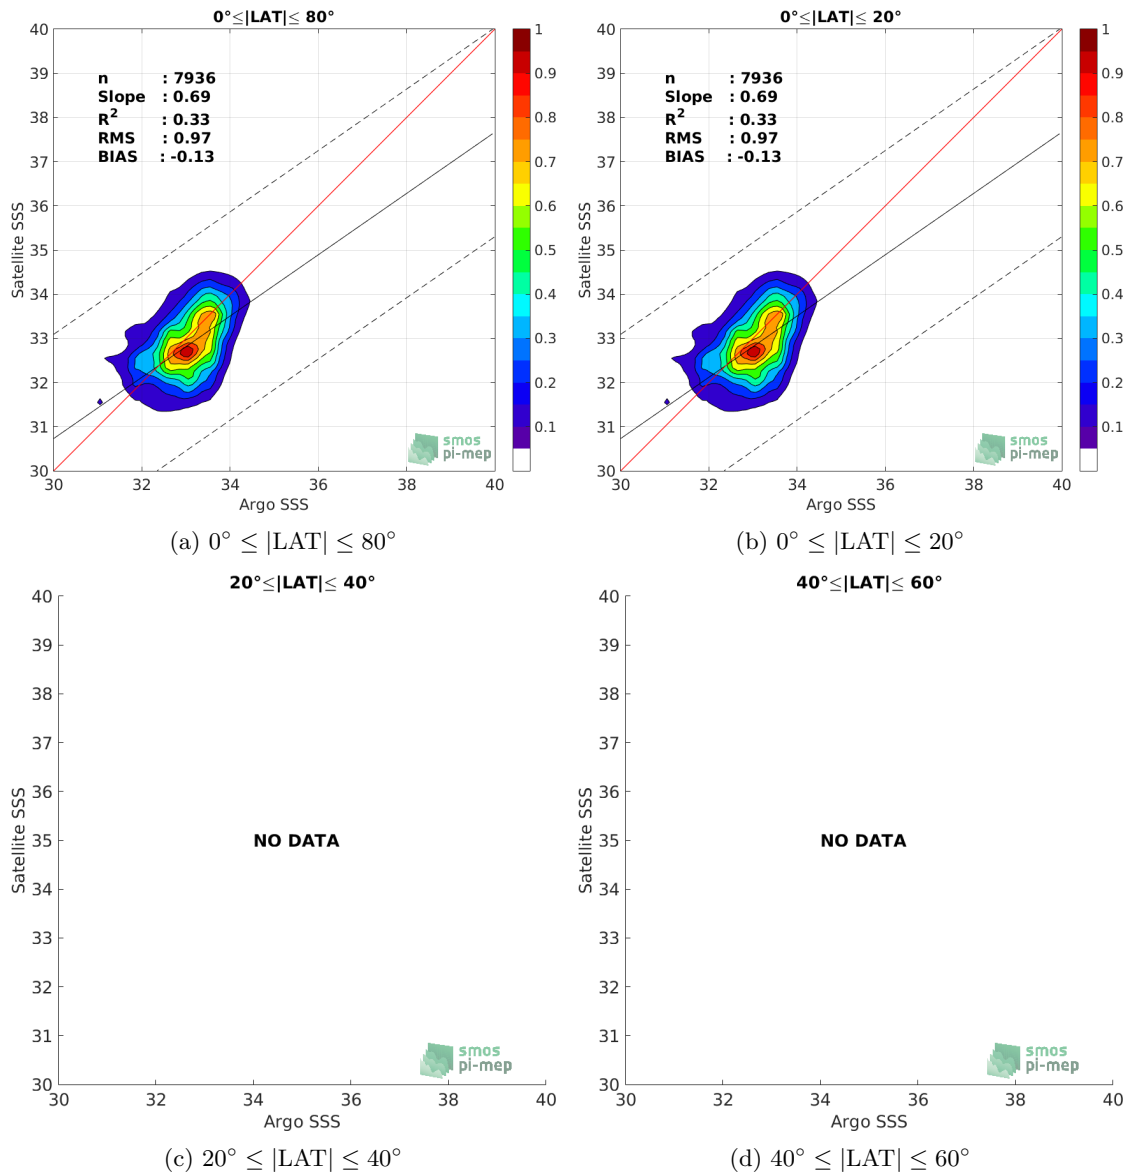 0°≤|LAT|≤ 80°
40
39
38
37
36
35
34
33
32
31
30
Satellite SSS
n : 7936
Slope : 0.69
R² : 0.33
RMS : 0.97
BIAS : -0.13
smos
pi-mep
30 32 34 36 38 40
Argo SSS
1
0.9
0.8
0.7
0.6
0.5
0.4
0.3
0.2
0.1
(a) 0° ≤ |LAT| ≤ 80°
0°≤|LAT|≤ 20°
40
39
38
37
36
35
34
33
32
31
30
Satellite SSS
n : 7936
Slope : 0.69
R² : 0.33
RMS : 0.97
BIAS : -0.13
smos
pi-mep
30 32 34 36 38 40
Argo SSS
1
0.9
0.8
0.7
0.6
0.5
0.4
0.3
0.2
0.1
(b) 0° ≤ |LAT| ≤ 20°
20°≤|LAT|≤ 40°
40
39
38
37
36
35
34
33
32
31
30
Satellite SSS
NO DATA
smos
pi-mep
30 32 34 36 38 40
Argo SSS
(c) 20° ≤ |LAT| ≤ 40°
40°≤|LAT|≤ 60°
40
39
38
37
36
35
34
33
32
31
30
Satellite SSS
NO DATA
smos
pi-mep
30 32 34 36 38 40
Argo SSS
(d) 40° ≤ |LAT| ≤ 60°